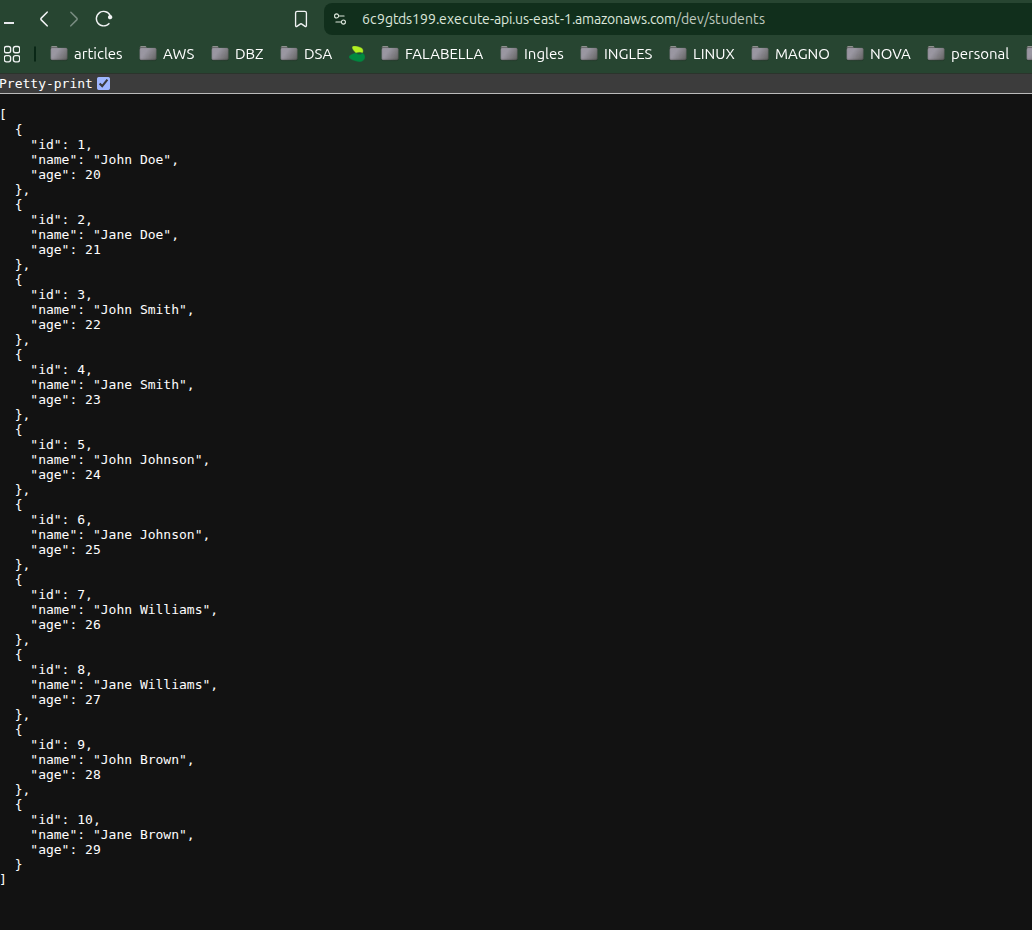 6c9gtds199.execute-api.us-east-1.amazonaws.com/dev/students
articles AWS DBZ DSA FALABELLA Ingles INGLES LINUX MAGNO NOVA personal
Pretty-print
[
  {
    "id": 1,
    "name": "John Doe",
    "age": 20
  },
  {
    "id": 2,
    "name": "Jane Doe",
    "age": 21
  },
  {
    "id": 3,
    "name": "John Smith",
    "age": 22
  },
  {
    "id": 4,
    "name": "Jane Smith",
    "age": 23
  },
  {
    "id": 5,
    "name": "John Johnson",
    "age": 24
  },
  {
    "id": 6,
    "name": "Jane Johnson",
    "age": 25
  },
  {
    "id": 7,
    "name": "John Williams",
    "age": 26
  },
  {
    "id": 8,
    "name": "Jane Williams",
    "age": 27
  },
  {
    "id": 9,
    "name": "John Brown",
    "age": 28
  },
  {
    "id": 10,
    "name": "Jane Brown",
    "age": 29
  }
]